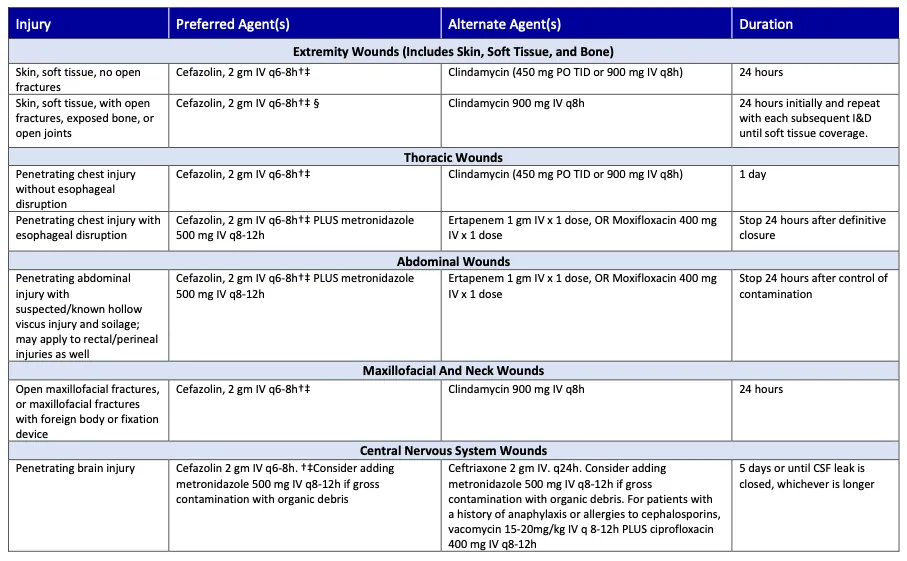 Injury Preferred Agent(s) Alternate Agent(s) Duration
Extremity Wounds (Includes Skin, Soft Tissue, and Bone)
Skin, soft tissue, no open
fractures
Cefazolin, 2 gm IV q6-8h†‡
Clindamycin (450 mg PO TID or 900 mg IV q8h)
24 hours
Skin, soft tissue, with open
fractures, exposed bone, or
open joints
Cefazolin, 2 gm IV q6-8h†‡ §
Clindamycin 900 mg IV q8h
24 hours initially and repeat
with each subsequent I&D
until soft tissue coverage.
Thoracic Wounds
Penetrating chest injury
without esophageal
disruption
Cefazolin, 2 gm IV q6-8h†‡
Clindamycin (450 mg PO TID or 900 mg IV q8h)
1 day
Penetrating chest injury with
esophageal disruption
Cefazolin, 2 gm IV q6-8h†‡ PLUS metronidazole
500 mg IV q8-12h
Ertapenem 1 gm IV x 1 dose, OR Moxifloxacin 400 mg
IV x 1 dose
Stop 24 hours after definitive
closure
Abdominal Wounds
Penetrating abdominal
injury with
suspected/known hollow
viscus injury and soilage;
may apply to rectal/perineal
injuries as well
Cefazolin, 2 gm IV q6-8h†‡ PLUS metronidazole
500 mg IV q8-12h
Ertapenem 1 gm IV x 1 dose, OR Moxifloxacin 400 mg
IV x 1 dose
Stop 24 hours after control of
contamination
Maxillofacial And Neck Wounds
Open maxillofacial fractures,
or maxillofacial fractures
with foreign body or fixation
device
Cefazolin, 2 gm IV q6-8h†‡
Clindamycin 900 mg IV q8h
24 hours
Central Nervous System Wounds
Penetrating brain injury
Cefazolin 2 gm IV q6-8h. †‡Consider adding
metronidazole 500 mg IV q8-12h if gross
contamination with organic debris
Ceftriaxone 2 gm IV. q24h. Consider adding
metronidazole 500 mg IV q8-12h if gross
contamination with organic debris. For patients with
a history of anaphylaxis or allergies to cephalosporins,
vacomycin 15-20mg/kg IV q 8-12h PLUS ciprofloxacin
400 mg IV q8-12h
5 days or until CSF leak is
closed, whichever is longer